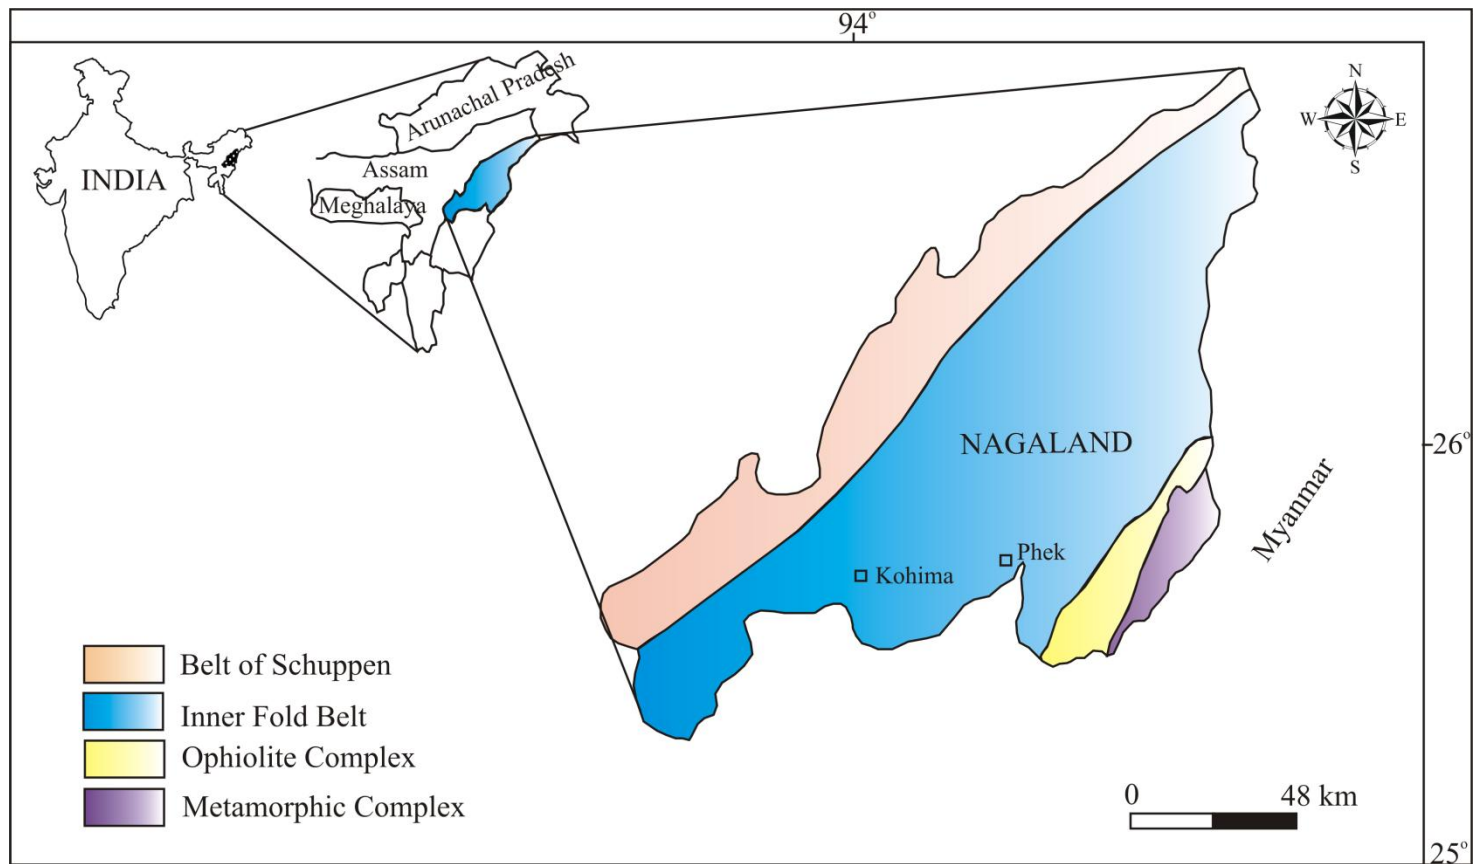 94°
N
W E
S
Arunachal Pradesh
INDIA
Assam
Meghalaya
NAGALAND
26°
Myanmar
Phek
Kohima
Belt of Schuppen
Inner Fold Belt
Ophiolite Complex
Metamorphic Complex
0 48 km
25°